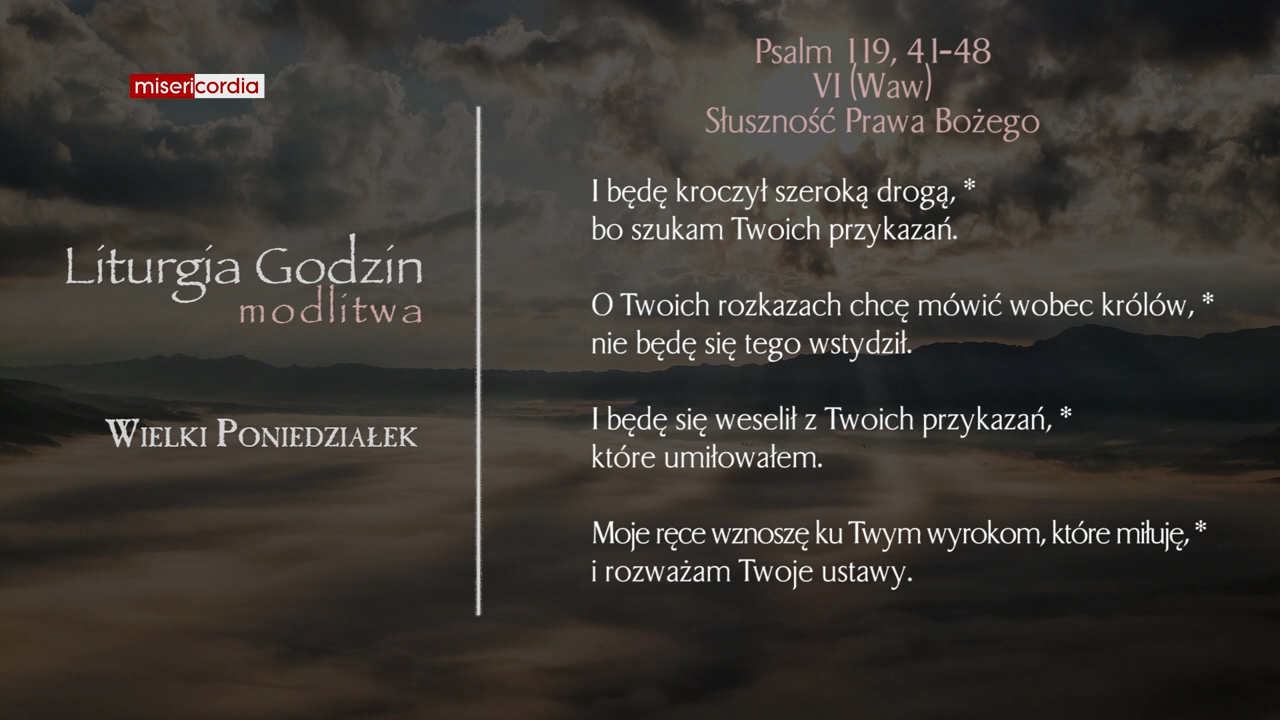 misericordia
Liturgia Godzin
modlitwa
Wielki Poniedziałek
Psalm 119, 41-48
VI (Waw)
Słuszność Prawa Bożego
I będę kroczył szeroką drogą, *
bo szukam Twoich przykazań.
O Twoich rozkazach chcę mówić wobec królów, *
nie będę się tego wstydził.
I będę się weselił z Twoich przykazań, *
które umiłowałem.
Moje ręce wznoszę ku Twym wyrokom, które miłuję, *
i rozważam Twoje ustawy.